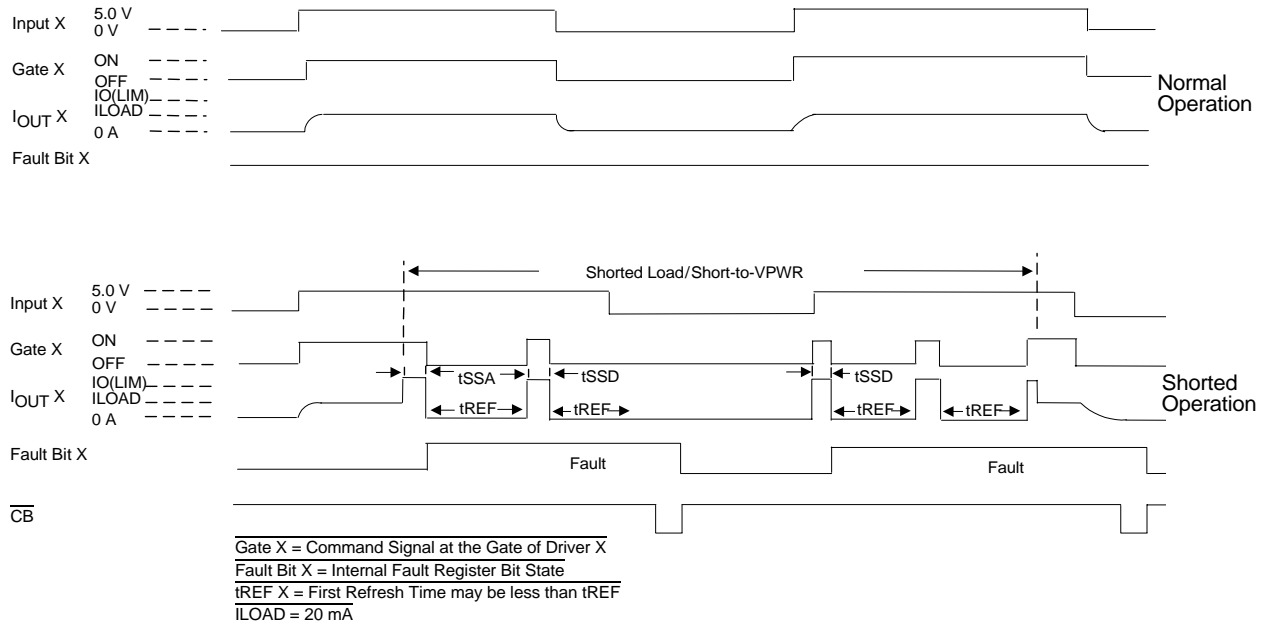 Input X 5.0 V
0 V
Gate X ON
OFF
IO(LIM)
IOUT X ILOAD
0 A
Fault Bit X
Normal
Operation
Shorted Load/Short-to-VPWR
Input X 5.0 V
0 V
Gate X ON
OFF
tSSA tSSD tSSD
IO(LIM)
IOUT X ILOAD
0 A
tREF tREF tREF tREF
Shorted
Operation
Fault Bit X
Fault Fault
CB
Gate X = Command Signal at the Gate of Driver X
Fault Bit X = Internal Fault Register Bit State
tREF X = First Refresh Time may be less than tREF
ILOAD = 20 mA